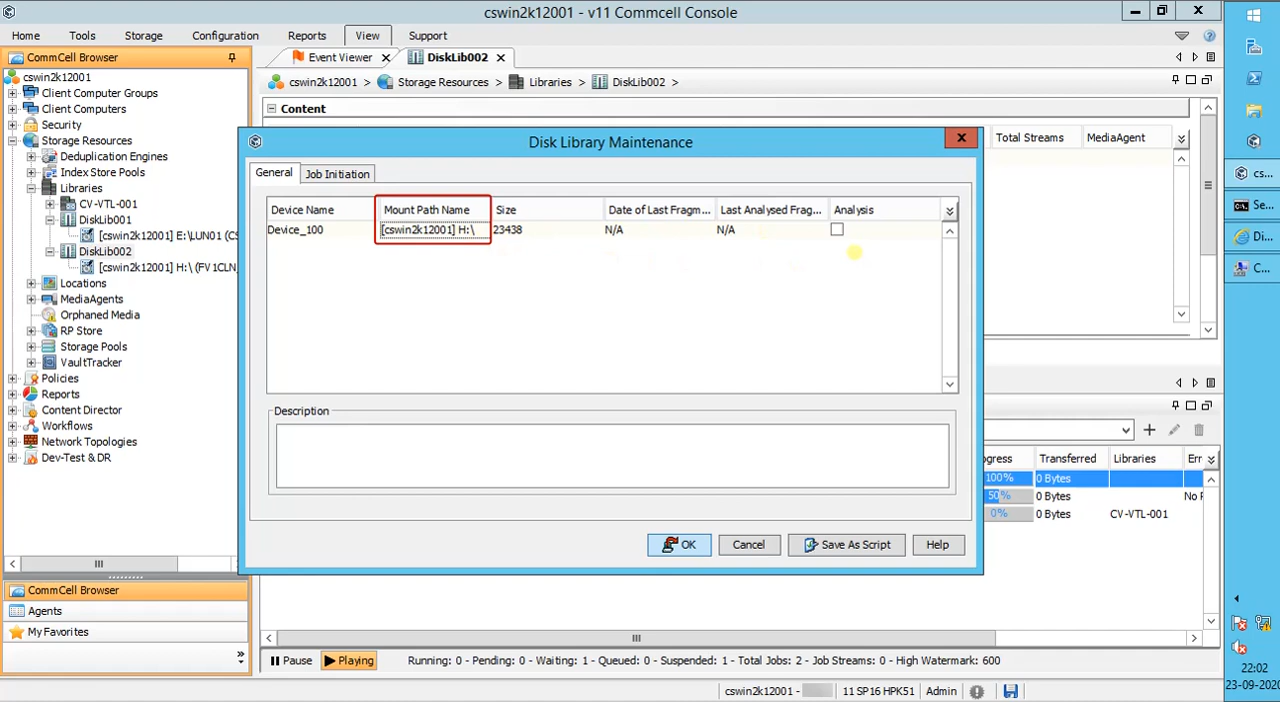 cswin2k12001 - v11 Commcell Console
Home Tools Storage Configuration Reports View Support
CommCell Browser
cswin2k12001
Client Computer Groups
Client Computers
Security
Storage Resources
Deduplication Engines
Index Store Pools
Libraries
CV-VTL-001
DiskLib001
[cswin2k12001] E:\LUN01 (CS
DiskLib002
[cswin2k12001] H:\ (FV1CLN_
Locations
MediaAgents
Orphaned Media
RP Store
Storage Pools
VaultTracker
Policies
Reports
Content Director
Workflows
Network Topologies
Dev-Test & DR
CommCell Browser
Agents
My Favorites
Event Viewer DiskLib002
cswin2k12001 > Storage Resources > Libraries > DiskLib002 >
Content
Total Streams MediaAgent
Disk Library Maintenance
General Job Initiation
Device Name Mount Path Name Size Date of Last Fragm... Last Analysed Frag... Analysis
Device_100 [cswin2k12001] H:\ 23438 N/A N/A
Description
OK Cancel Save As Script Help
ogress Transferred Libraries Err
100% 0 Bytes
50% 0 Bytes No R
0% 0 Bytes CV-VTL-001
Pause Playing Running: 0 - Pending: 0 - Waiting: 1 - Queued: 0 - Suspended: 1 - Total Jobs: 2 - Job Streams: 0 - High Watermark: 600
cswin2k12001 - 11 SP16 HPK51 Admin
cs...
Se...
Di...
C...
22:02
23-09-2020